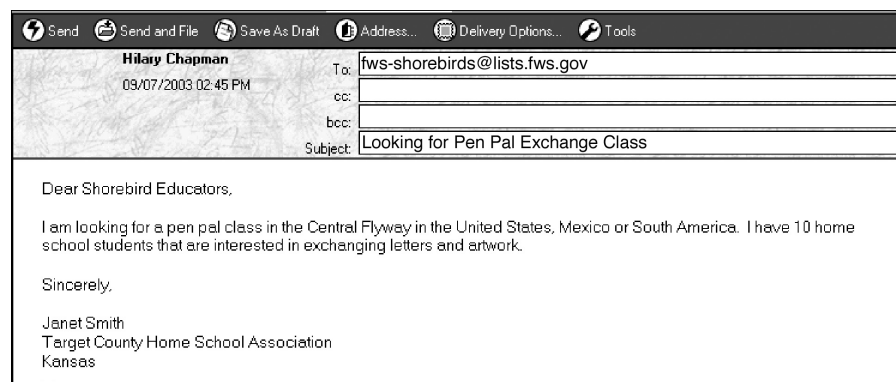 Send Send and File Save As Draft Address... Delivery Options... Tools
Hilary Chapman
09/07/2003 02:45 PM
To: fws-shorebirds@lists.fws.gov
cc:
bcc:
Subject: Looking for Pen Pal Exchange Class
Dear Shorebird Educators,
I am looking for a pen pal class in the Central Flyway in the United States, Mexico or South America. I have 10 home
school students that are interested in exchanging letters and artwork.
Sincerely,
Janet Smith
Target County Home School Association
Kansas